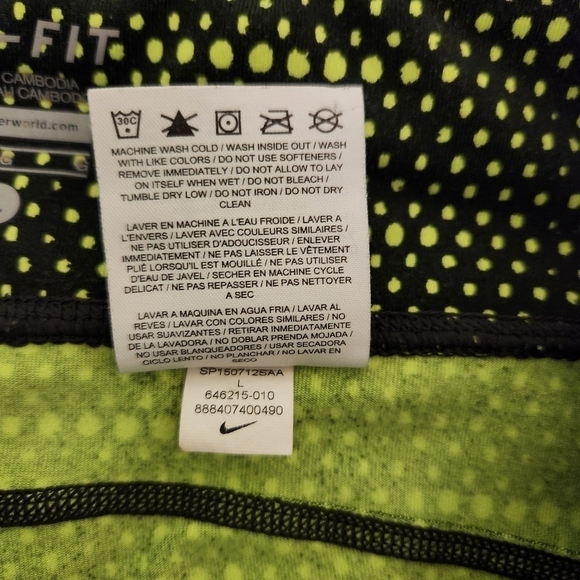 -FIT
CAMBODIA
AU CAMBOD
erworld.com
30C
MACHINE WASH COLD / WASH INSIDE OUT / WASH
WITH LIKE COLORS / DO NOT USE SOFTENERS /
REMOVE IMMEDIATELY / DO NOT ALLOW TO LAY
ON ITSELF WHEN WET / DO NOT BLEACH /
TUMBLE DRY LOW / DO NOT IRON / DO NOT DRY
CLEAN
LAVER EN MACHINE A L'EAU FROIDE / LAVER A
L'ENVERS / LAVER AVEC COULEURS SIMILAIRES /
NE PAS UTILISER D'ADOUCISSEUR / ENLEVER
IMMEDIATEMENT / NE PAS LAISSER LE VÊTEMENT
PLIÉ LORSQU'IL EST MOUILLÉ / NE PAS UTILISER
D'EAU DE JAVEL / SECHER EN MACHINE CYCLE
DELICAT / NE PAS REPASSER / NE PAS NETTOYER
A SEC
LAVAR A MAQUINA EN AGUA FRIA / LAVAR AL
REVES / LAVAR CON COLORES SIMILARES / NO
USAR SUAVIZANTES / RETIRAR INMEDIATAMENTE
DE LA LAVADORA / NO DOBLAR PRENDA MOJADA /
NO USAR BLANQUEADORES / USAR SECADORA
CICLO LENTO / NO PLANCHAR / NO LAVAR EN
SECO
SP150712SAA
L
646215-010
888407400490